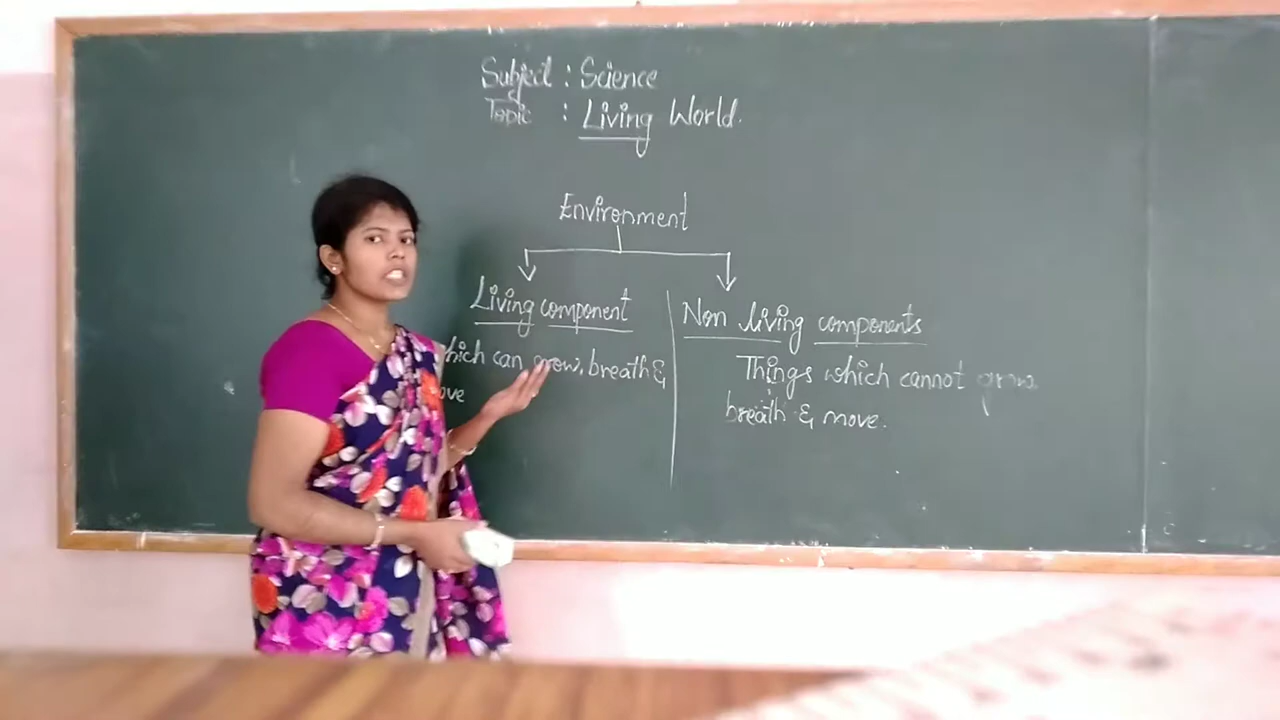 Subject : Science
Topic : Living World.
Environment
Living component
which can grow, breath &
move
Non living components
Things which cannot grow
breath & move.